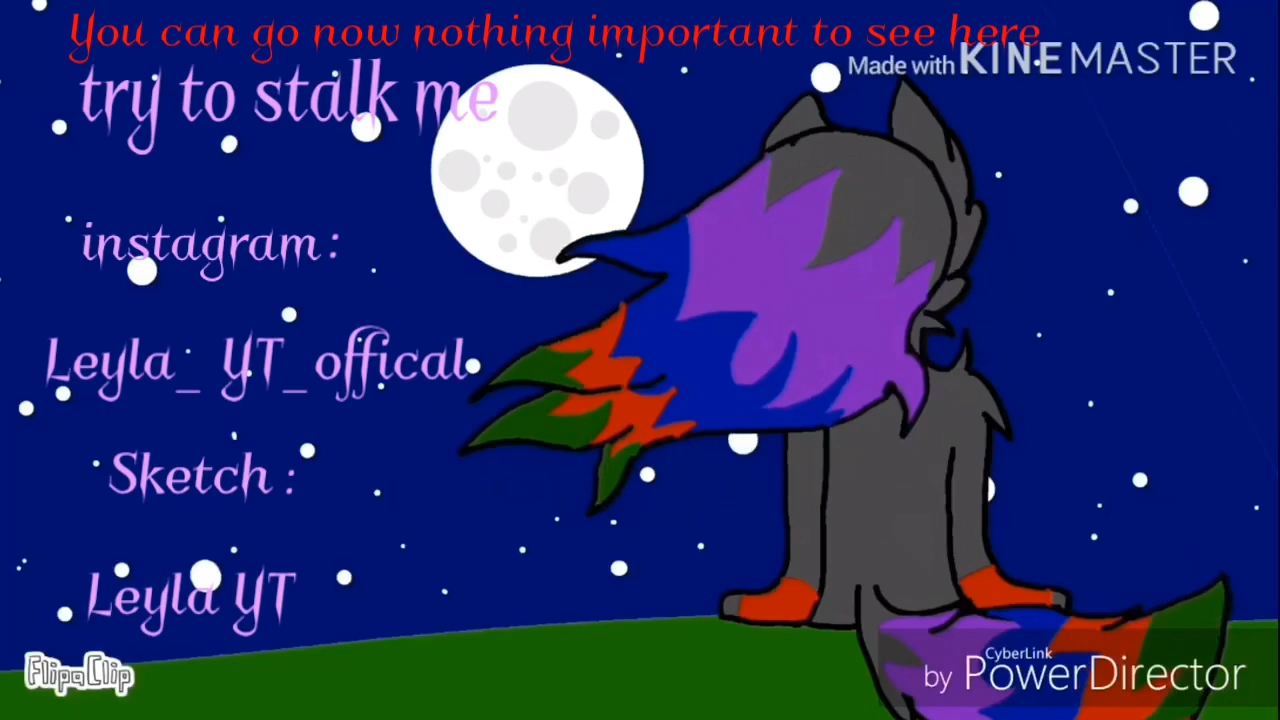 You can go now nothing important to see here
Made with KINEMASTER
try to stalk me
instagram :
Leyla_ YT_offical
Sketch :
Leyla YT
FlipaClip
CyberLink
by PowerDirector